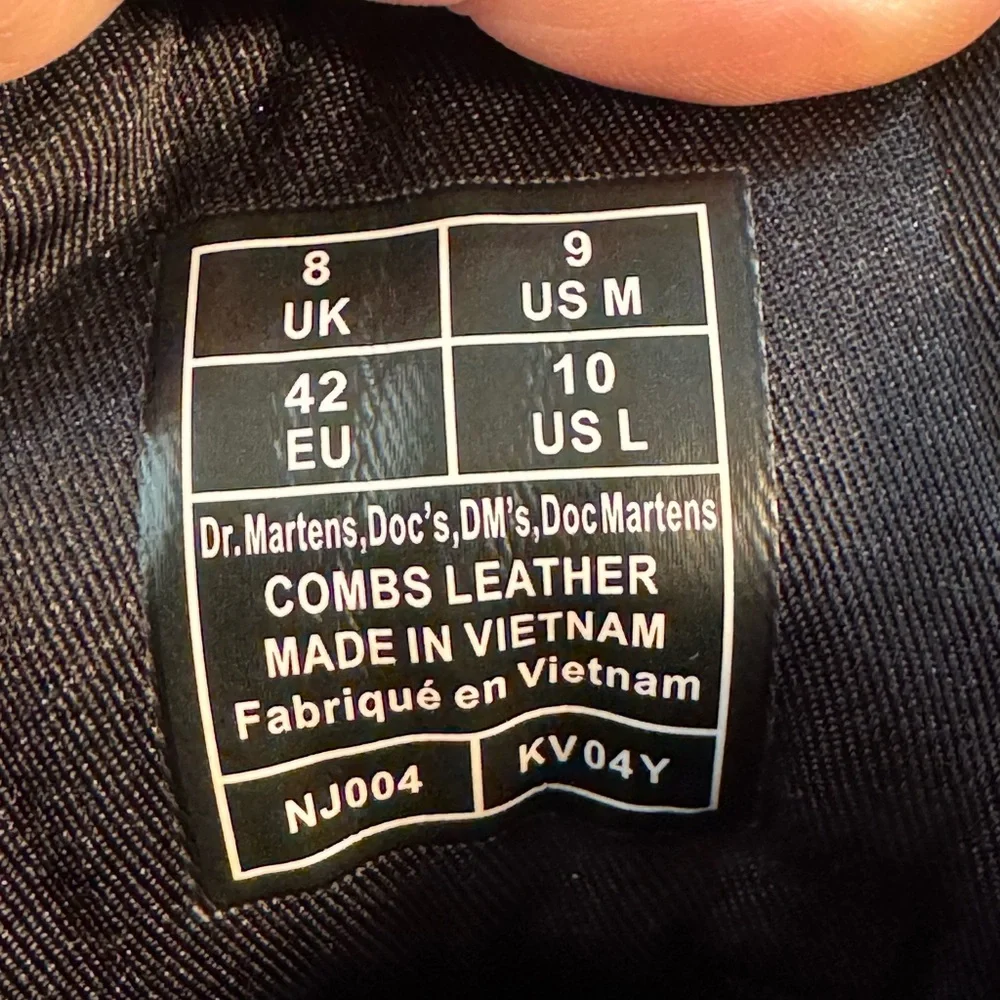 8
UK
9
US M
42
EU
10
US L
Dr.Martens,Doc's,DM's,DocMartens
COMBS LEATHER
MADE IN VIETNAM
Fabriqué en Vietnam
NJ004
KV04Y